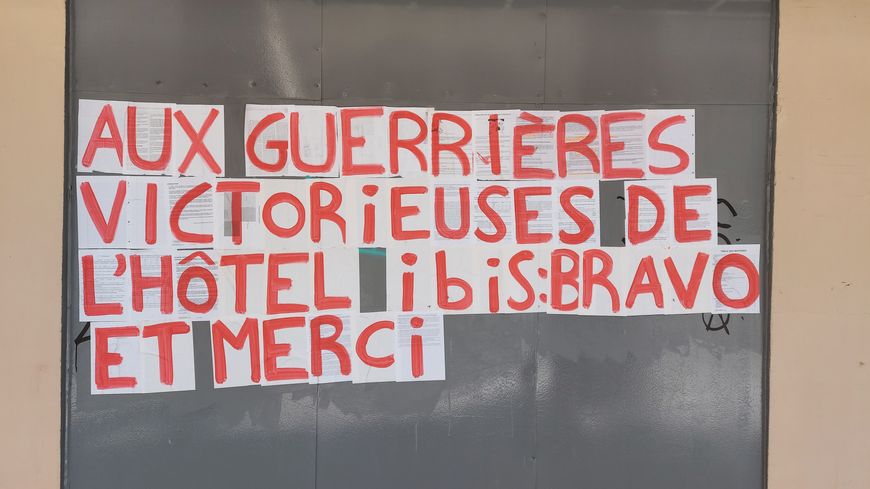 AUX GUERRIÈRES
VICTORIEUSES DE
L'HÔTEL ibis: BRAVO
ET MERCi